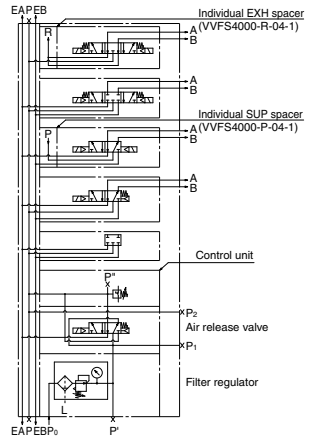 EAPEB
Individual EXH spacer
(VVFS4000-R-04-1)
R
A
B
A
B
Individual SUP spacer
(VVFS4000-P-04-1)
P
A
B
A
B
Control unit
P"
P2
Air release valve
P1
Filter regulator
L
EAPEBP0
P'